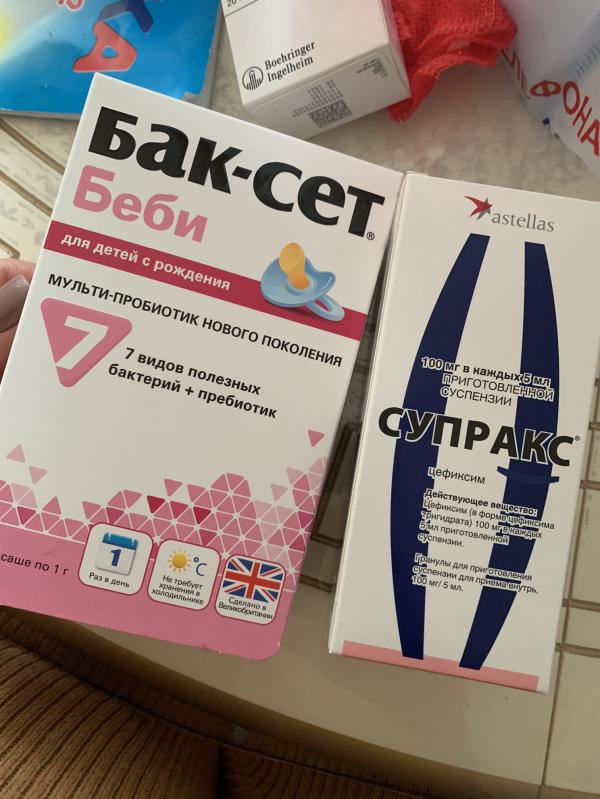 Boehringer
Ingelheim
БАК-СЕТ®
Беби
для детей с рождения
МУЛЬТИ-ПРОБИОТИК НОВОГО ПОКОЛЕНИЯ
7
7 видов полезных
бактерий + пребиотик
1
Раз в день
°C
Не требует
хранения в
холодильнике
Сделано в
Великобритании
саше по 1 г
astellas
100 мг в каждых 5 мл
ПРИГОТОВЛЕННОЙ
СУСПЕНЗИИ
СУПРАКС®
цефиксим
Действующее вещество:
Цефиксим (в форме цефиксима
тригидрата) 100 мг в каждых
5 мл приготовленной
суспензии.
Гранулы для приготовления
суспензии для приема внутрь,
100 мг/ 5 мл.